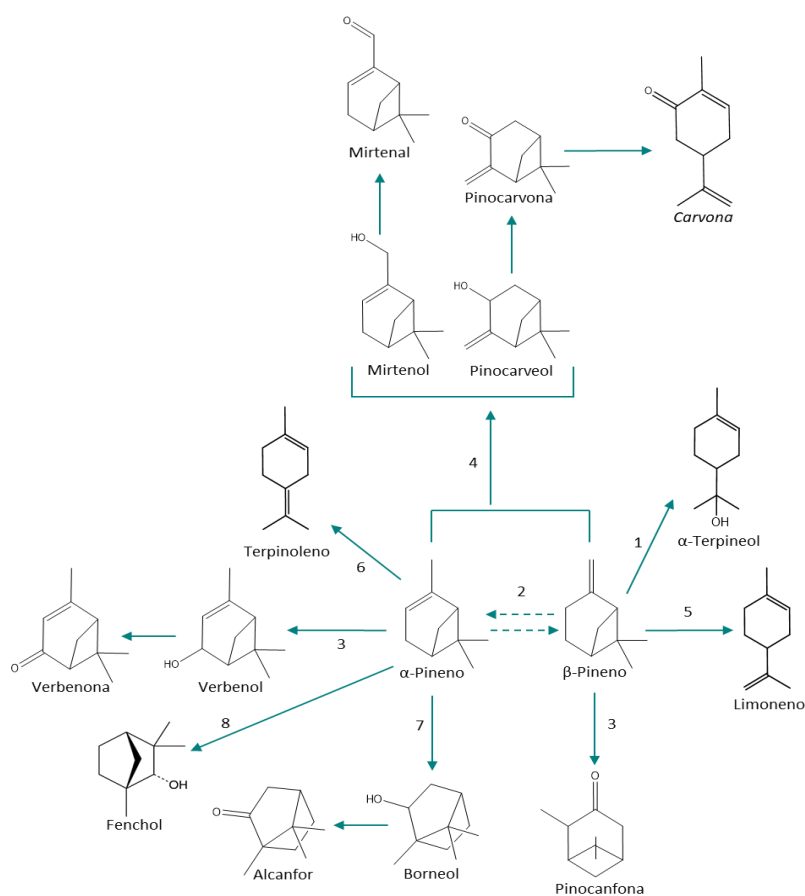 O
Mirtenal
O
Pinocarvona
O
Carvona
HO
Mirtenol
HO
Pinocarveol
4
Terpinoleno
6
OH
α-Terpineol
1
2
5
3
α-Pineno
β-Pineno
Limoneno
O
Verbenona
HO
Verbenol
8
7
3
OH
Fenchol
O
Alcanfor
HO
Borneol
O
Pinocanfona